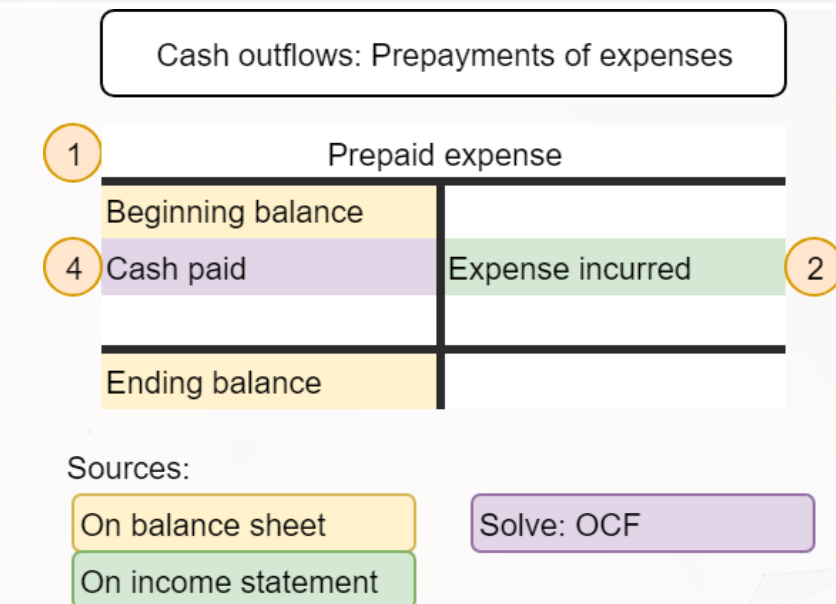 Cash outflows: Prepayments of expenses
1
Prepaid expense
Beginning balance
4
Cash paid
Expense incurred
2
Ending balance
Sources:
On balance sheet
Solve: OCF
On income statement